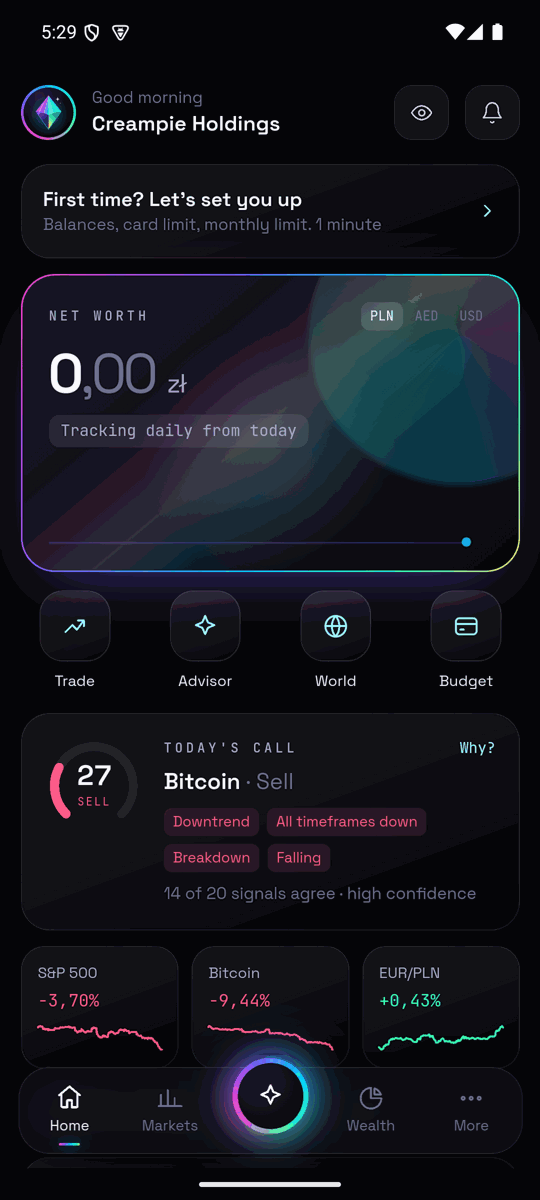 5:29
Good morning
Creampie Holdings
First time? Let's set you up
Balances, card limit, monthly limit. 1 minute
NET WORTH
PLN AED USD
0,00 zł
Tracking daily from today
Trade Advisor World Budget
TODAY'S CALL Why?
27
SELL
Bitcoin · Sell
Downtrend All timeframes down
Breakdown Falling
14 of 20 signals agree · high confidence
S&P 500 Bitcoin EUR/PLN
-3,70% -9,44% +0,43%
Home Markets Wealth More